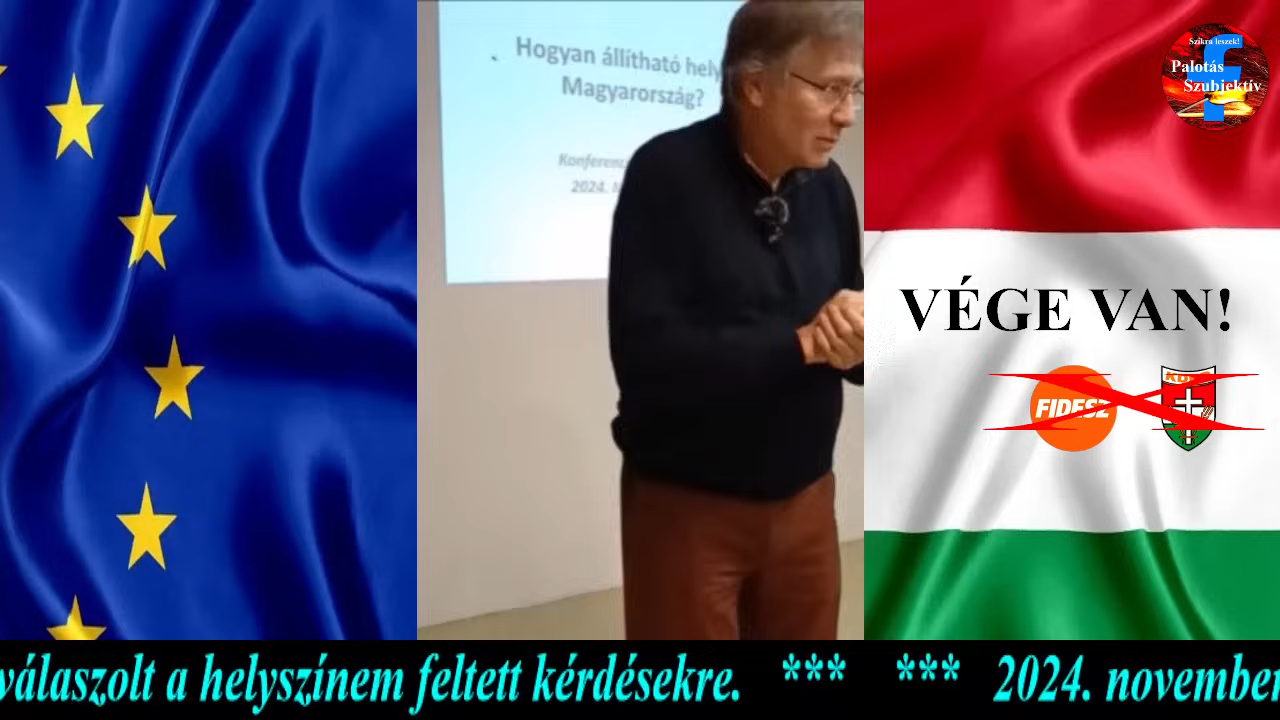 Hogyan állítható hely
Magyarország?
Konferenc
2024.
Szikra leszek!
Palotás
Szubjektív
VÉGE VAN!
FIDESZ
válaszolt a helyszínem feltett kérdésekre. *** *** 2024. november